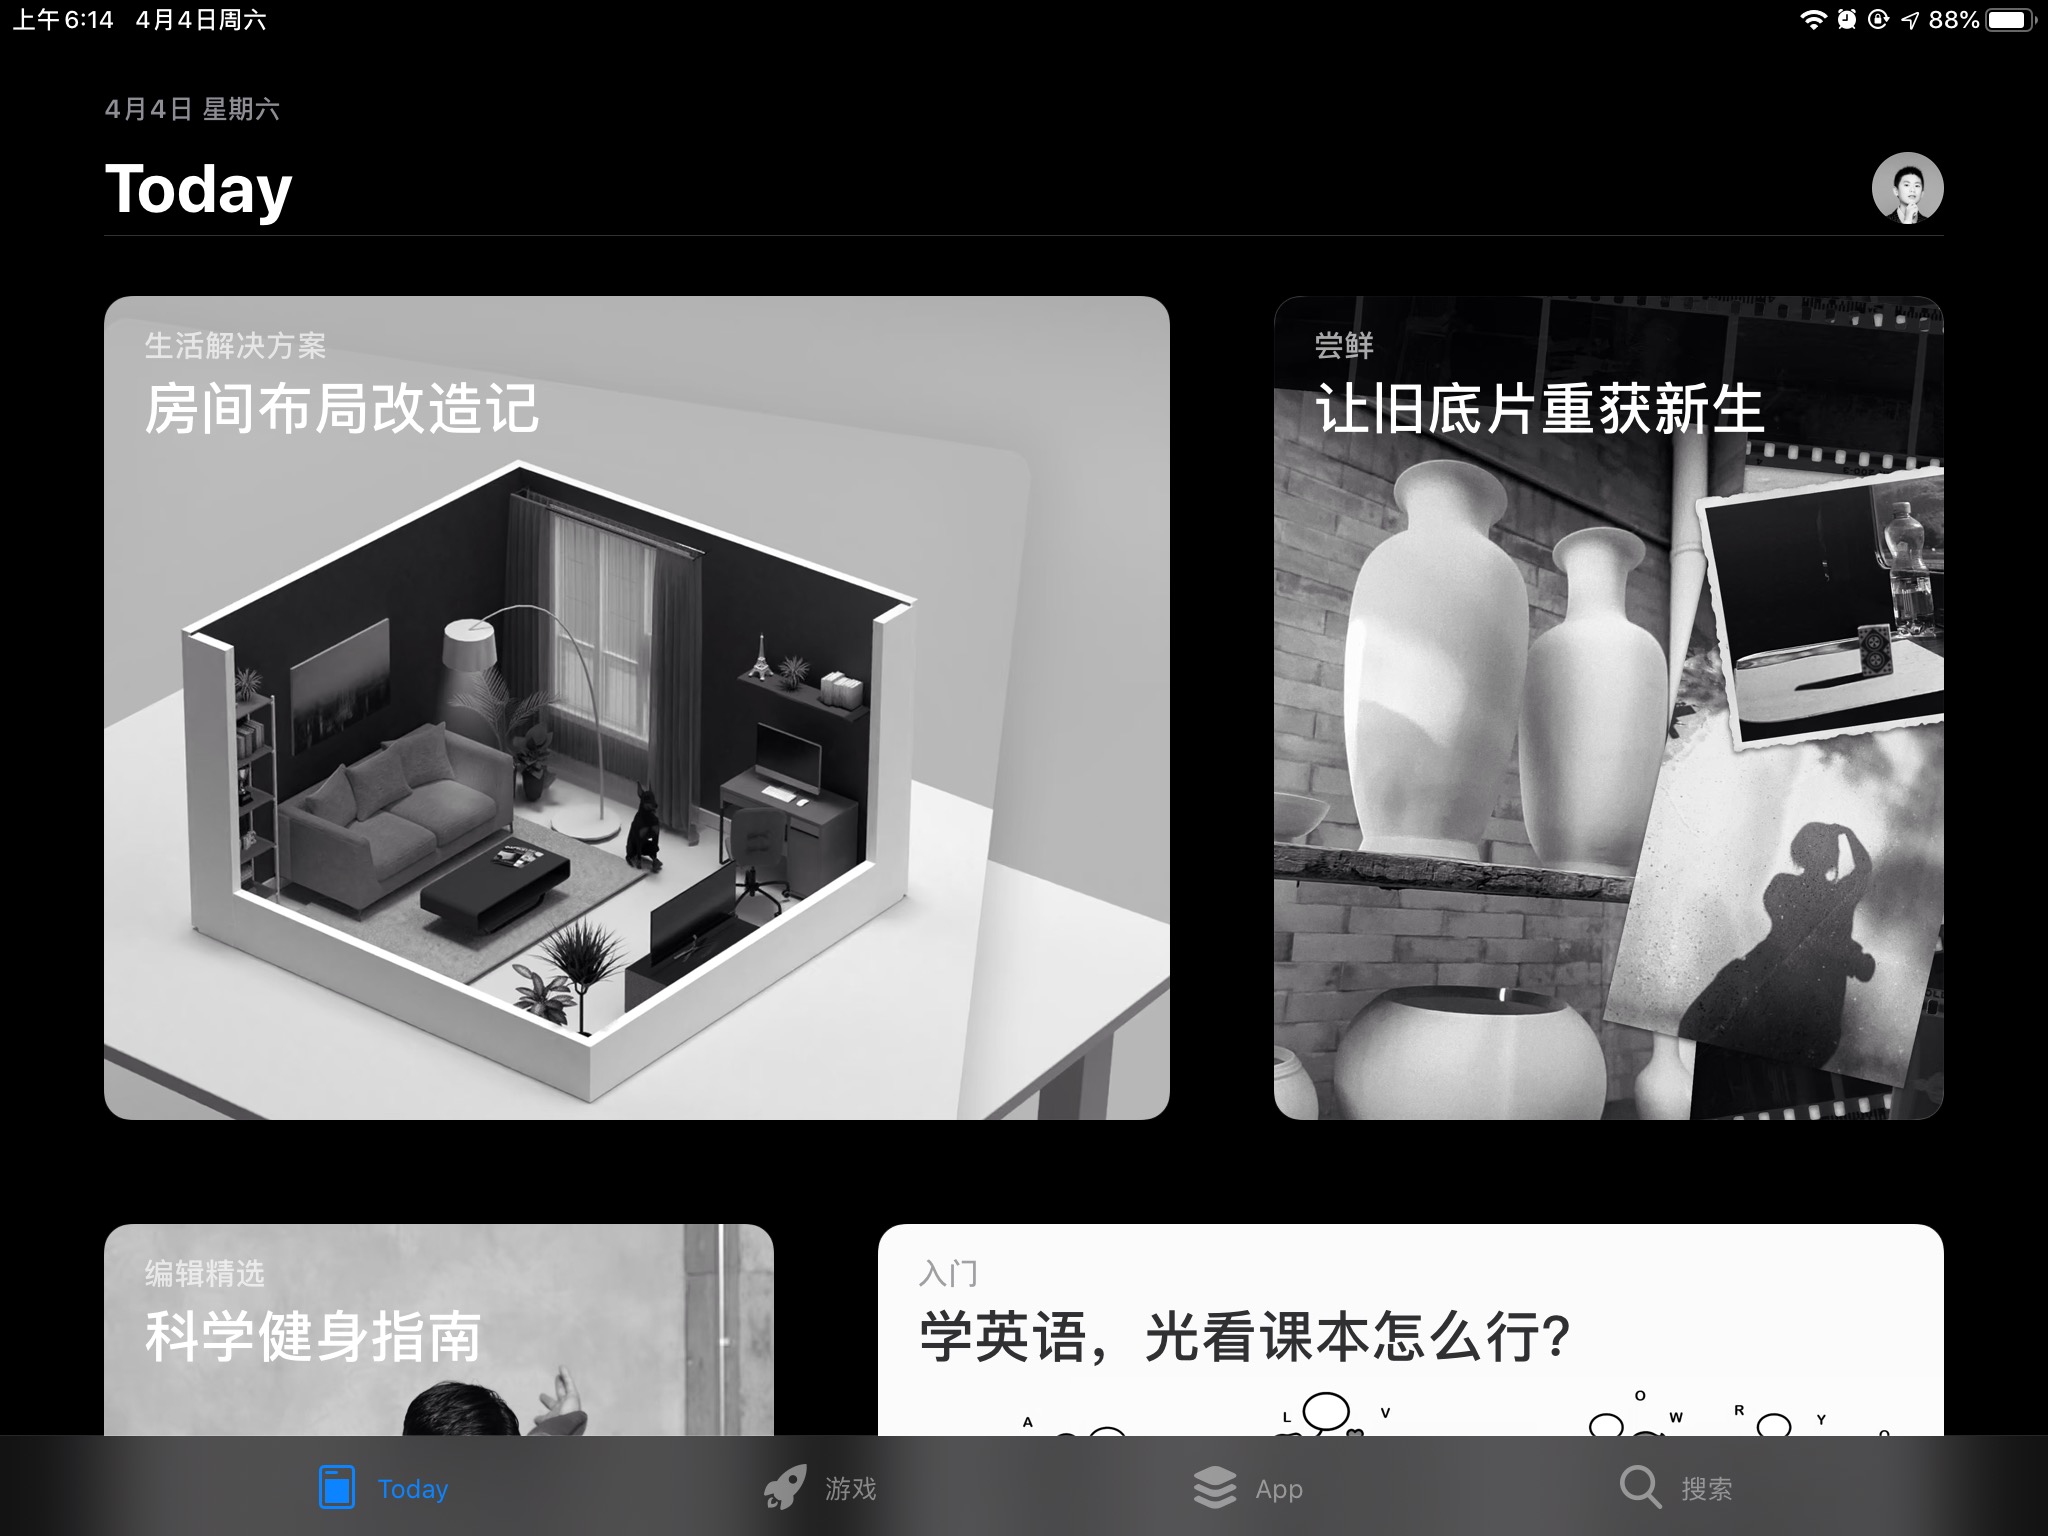 上午6:14 4月4日周六
88%
4月4日 星期六
Today
生活解决方案
房间布局改造记
尝鲜
让旧底片重获新生
编辑精选
科学健身指南
入门
学英语，光看课本怎么行?
A
L
V
O
W
R
Y
Today
游戏
App
搜索